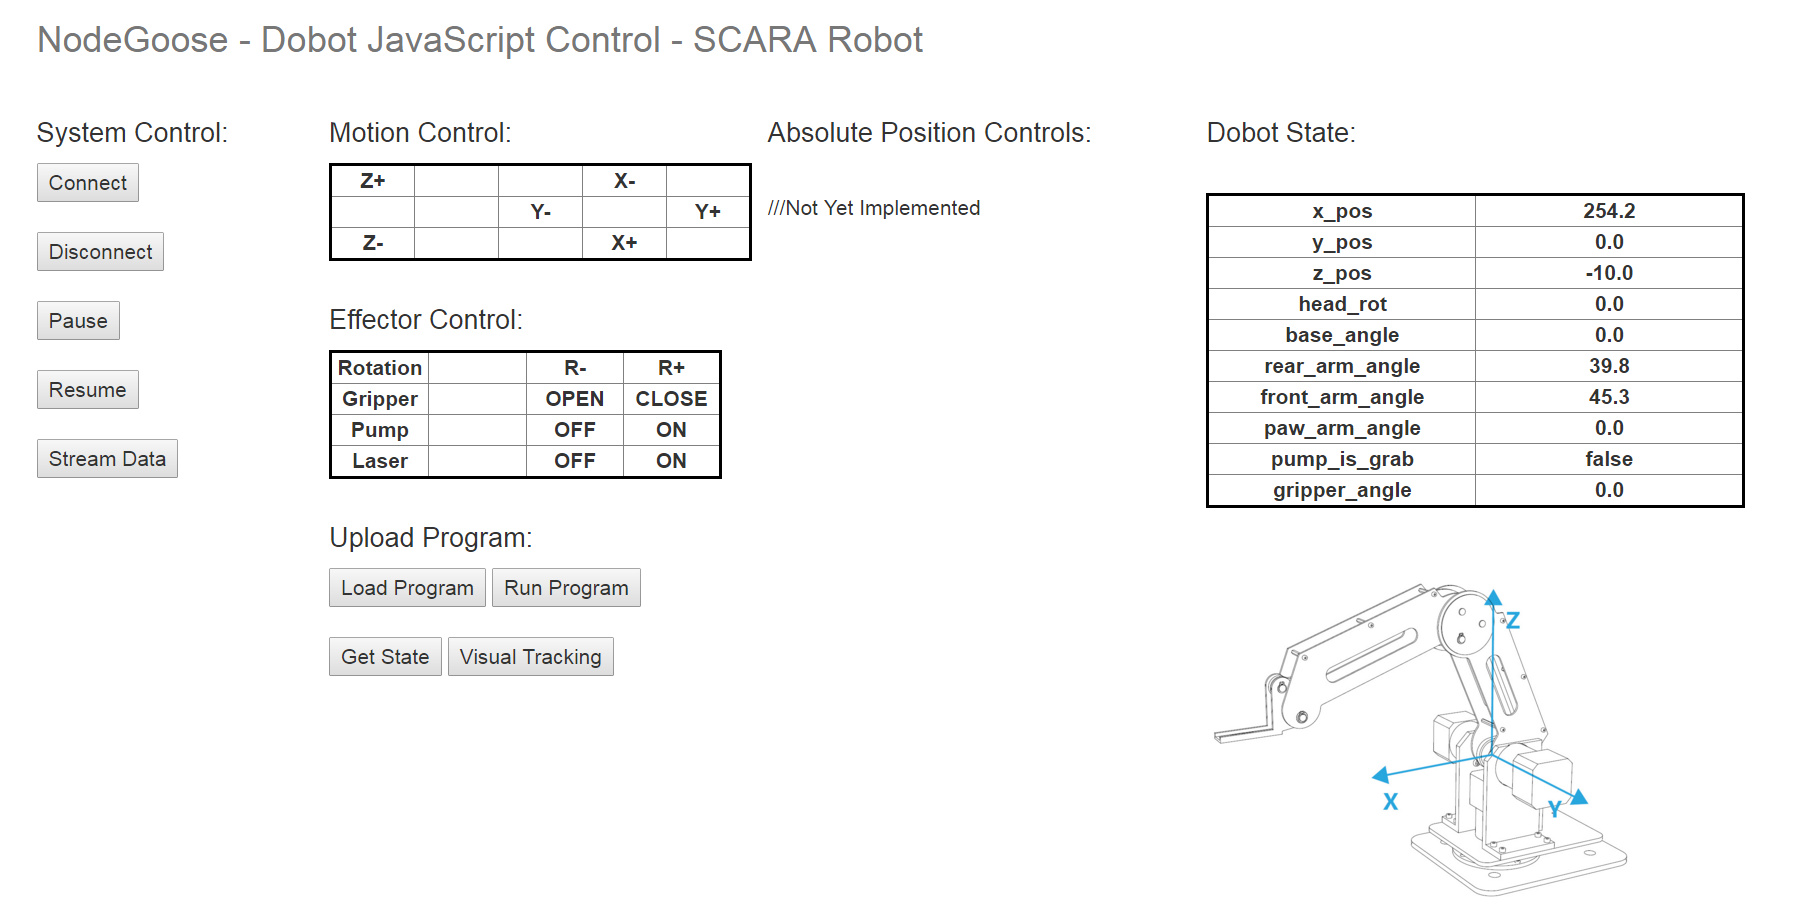 NodeGoose - Dobot JavaScript Control - SCARA Robot
System Control:
Connect
Disconnect
Pause
Resume
Stream Data
Motion Control:
Z+ X-
Y- Y+
Z- X+
Effector Control:
Rotation R- R+
Gripper OPEN CLOSE
Pump OFF ON
Laser OFF ON
Upload Program:
Load Program Run Program
Get State Visual Tracking
Absolute Position Controls:
///Not Yet Implemented
Dobot State:
x_pos 254.2
y_pos 0.0
z_pos -10.0
head_rot 0.0
base_angle 0.0
rear_arm_angle 39.8
front_arm_angle 45.3
paw_arm_angle 0.0
pump_is_grab false
gripper_angle 0.0
Z
X
Y